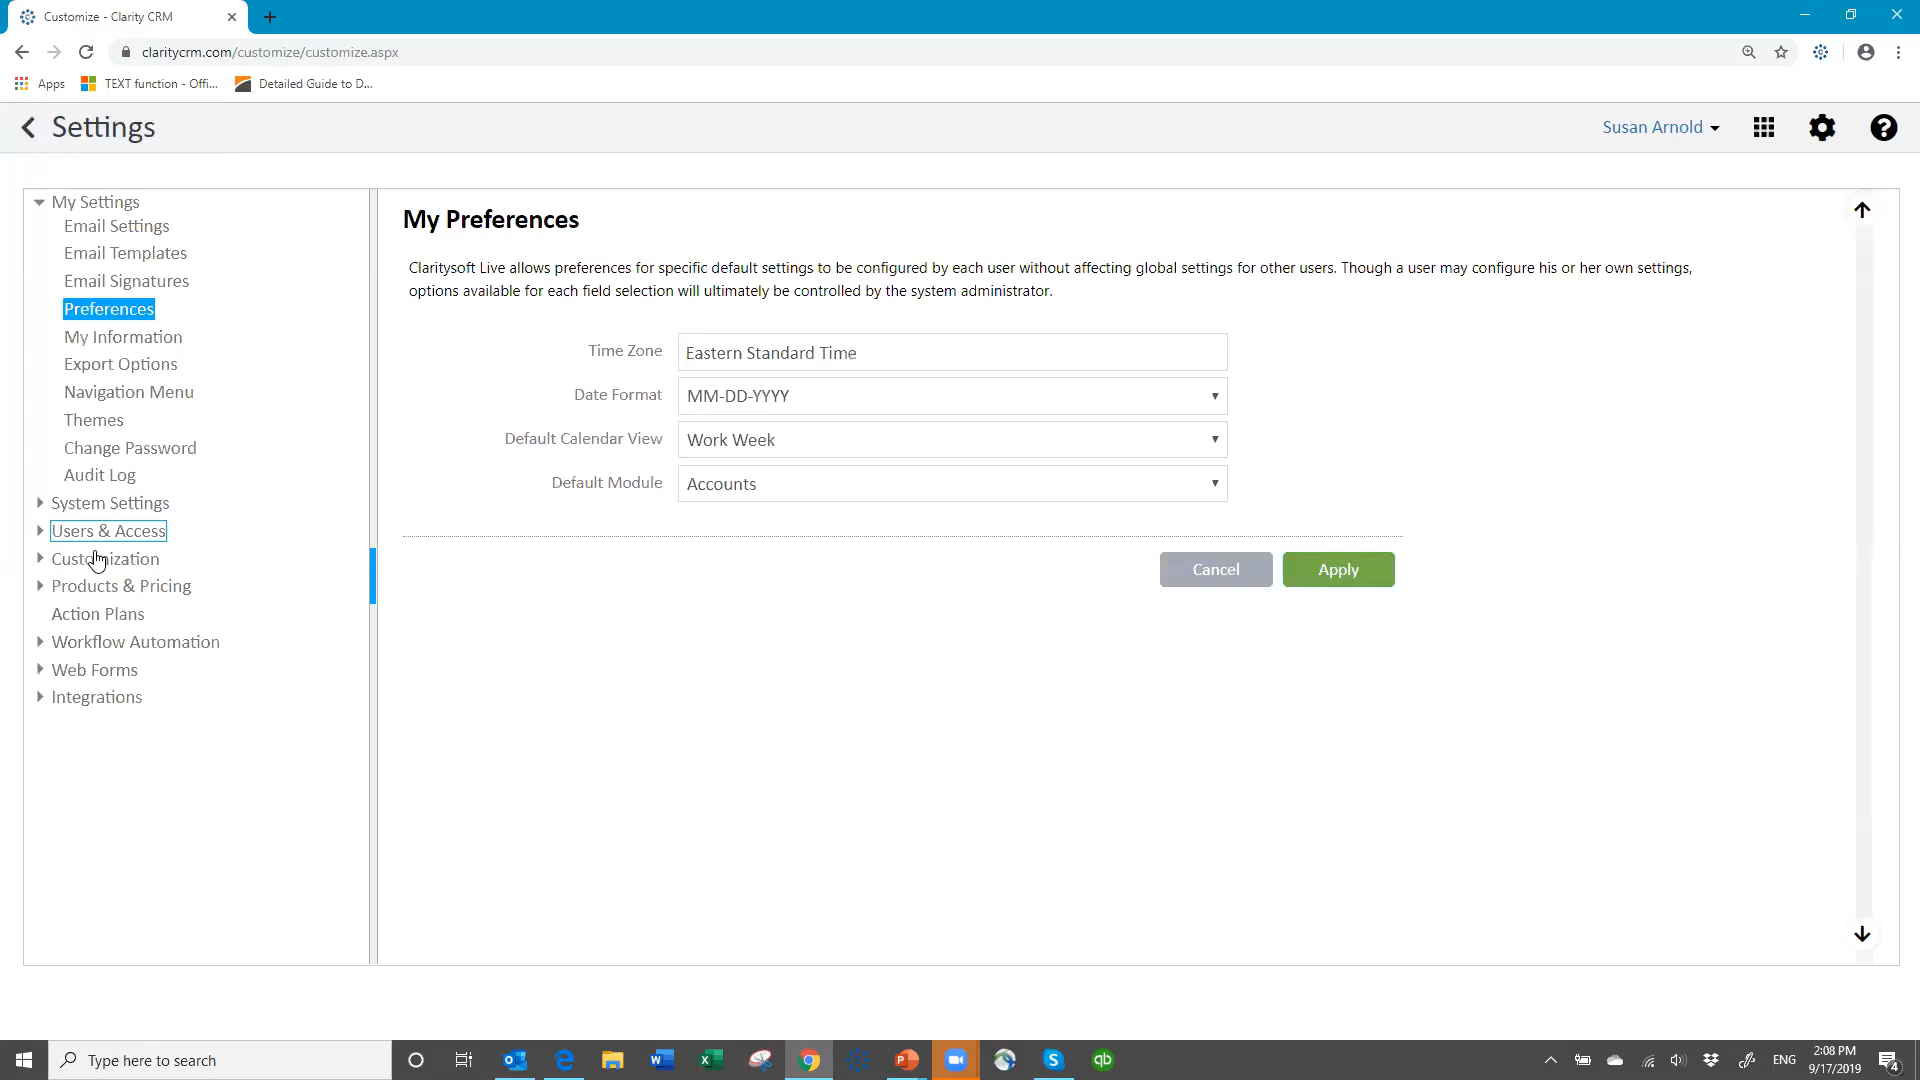 Customize - Clarity CRM
claritycrm.com/customize/customize.aspx
Apps
TEXT function - Offi...
Detailed Guide to D...
Settings
Susan Arnold
My Settings
Email Settings
Email Templates
Email Signatures
Preferences
My Information
Export Options
Navigation Menu
Themes
Change Password
Audit Log
System Settings
Users & Access
Customization
Products & Pricing
Action Plans
Workflow Automation
Web Forms
Integrations
My Preferences
Claritysoft Live allows preferences for specific default settings to be configured by each user without affecting global settings for other users. Though a user may configure his or her own settings,
options available for each field selection will ultimately be controlled by the system administrator.
Time Zone
Eastern Standard Time
Date Format
MM-DD-YYYY
Default Calendar View
Work Week
Default Module
Accounts
Cancel
Apply
Type here to search
ENG
2:08 PM
9/17/2019
4